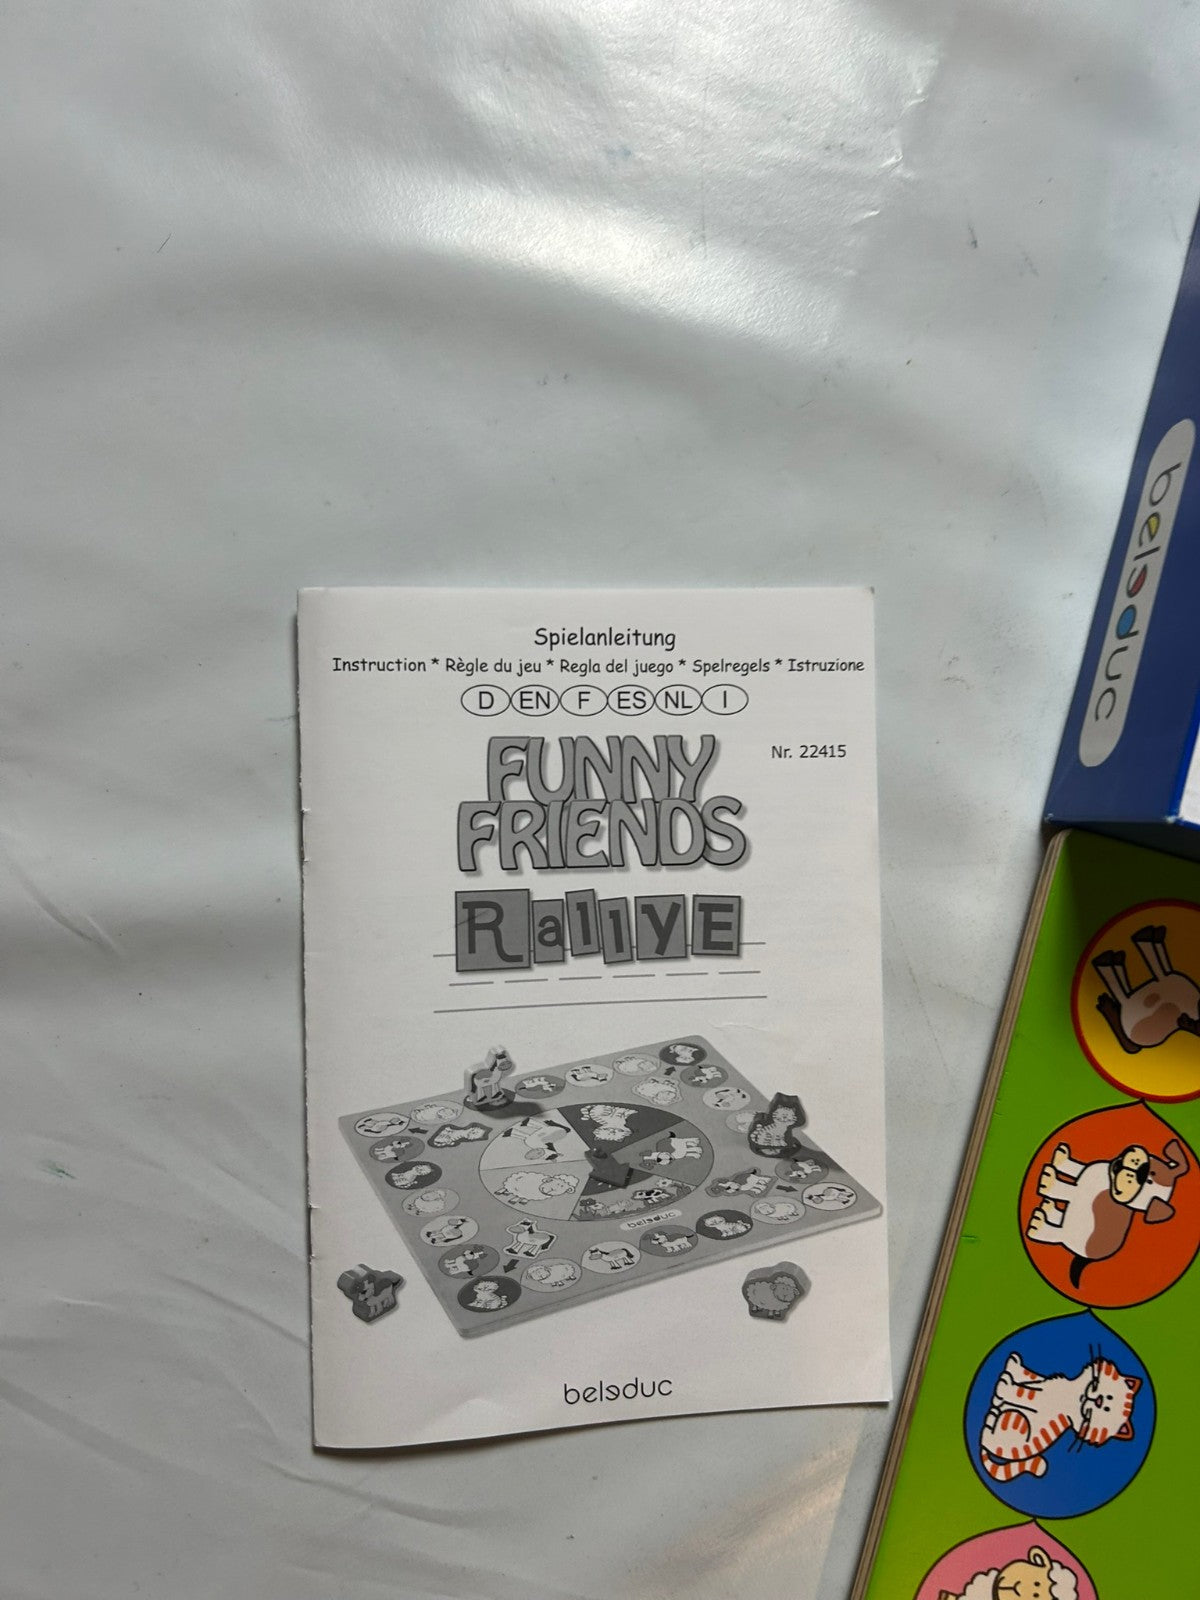 Spielanleitung
Instruction * Règle du jeu * Regla del juego * Spelregels * Istruzione
D EN F ES NL I
Nr. 22415
FUNNY
FRIENDS
RallyE
beleduc
beleduc
beleduc